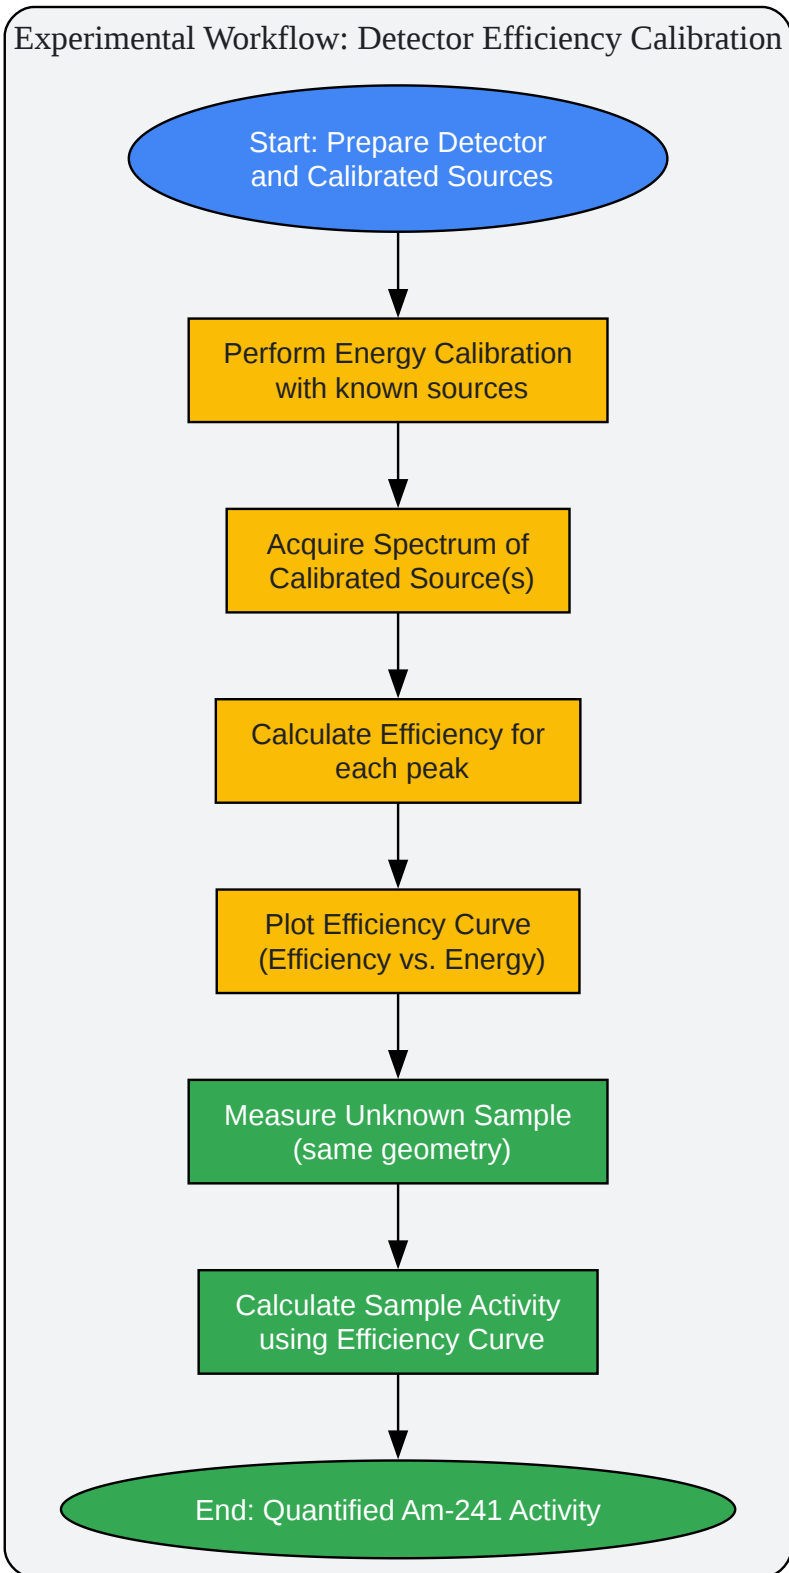 Experimental Workflow: Detector Efficiency Calibration
Start: Prepare Detector
and Calibrated Sources
Perform Energy Calibration
with known sources
Acquire Spectrum of
Calibrated Source(s)
Calculate Efficiency for
each peak
Plot Efficiency Curve
(Efficiency vs. Energy)
Measure Unknown Sample
(same geometry)
Calculate Sample Activity
using Efficiency Curve
End: Quantified Am-241 Activity